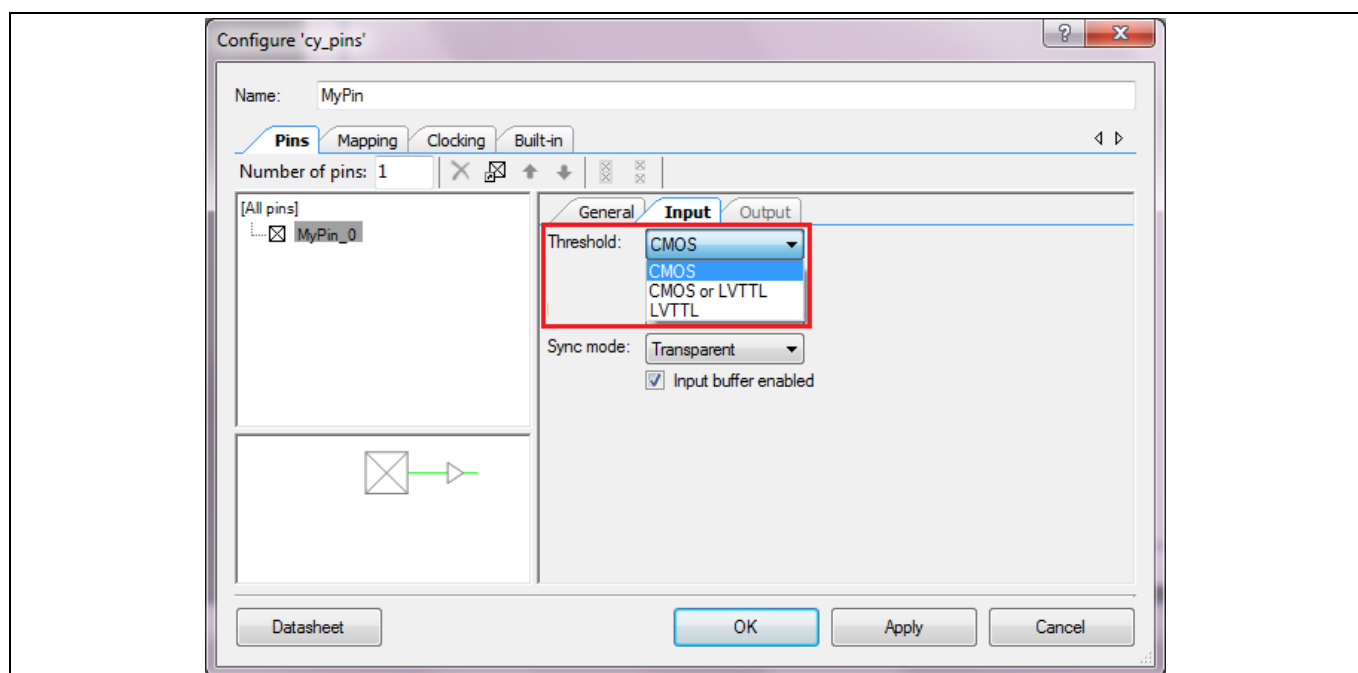 Configure 'cy_pins'
Name: MyPin
Pins Mapping Clocking Built-in
Number of pins: 1
[All pins]
MyPin_0
General Input Output
Threshold: CMOS
CMOS
CMOS or LVTTL
LVTTL
Sync mode: Transparent
Input buffer enabled
Datasheet OK Apply Cancel